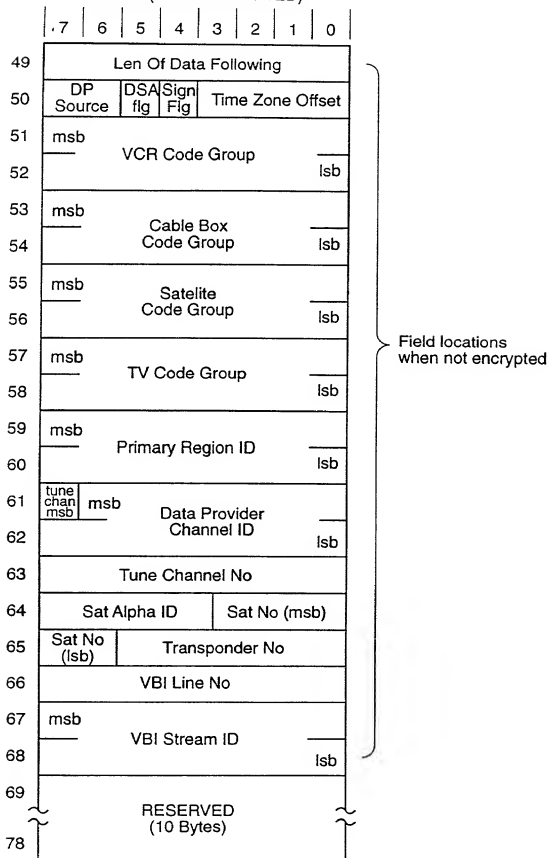 .7 6 5 4 3 2 1 0
49 Len Of Data Following
50 DP Source DSA flg Sign Flg Time Zone Offset
51 msb
VCR Code Group
52 lsb
53 msb
Cable Box
54 Code Group lsb
55 msb
Satelite
56 Code Group lsb
57 msb
TV Code Group
58 lsb
Field locations
when not encrypted
59 msb
Primary Region ID
60 lsb
61 tune chan msb msb
Data Provider
62 Channel ID lsb
63 Tune Channel No
64 Sat Alpha ID Sat No (msb)
65 Sat No (lsb) Transponder No
66 VBI Line No
67 msb
VBI Stream ID
68 lsb
69
RESERVED
(10 Bytes)
78